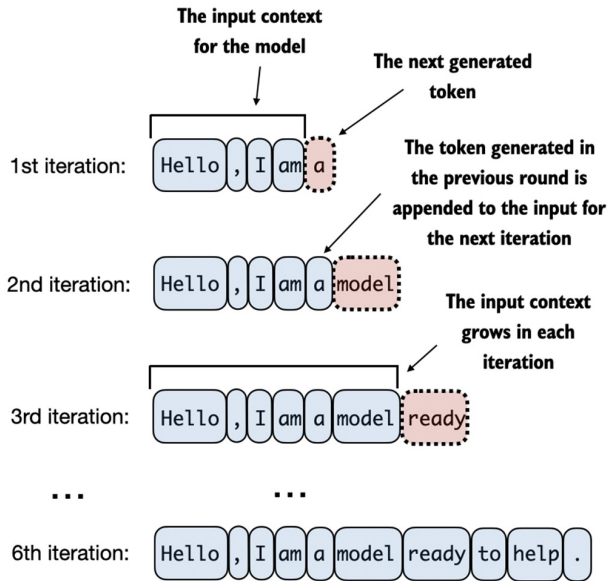 The input context
for the model
The next generated
token
1st iteration: Hello , I am a
The token generated in
the previous round is
appended to the input for
the next iteration
2nd iteration: Hello , I am a model
The input context
grows in each
iteration
3rd iteration: Hello , I am a model ready
... ...
6th iteration: Hello , I am a model ready to help .